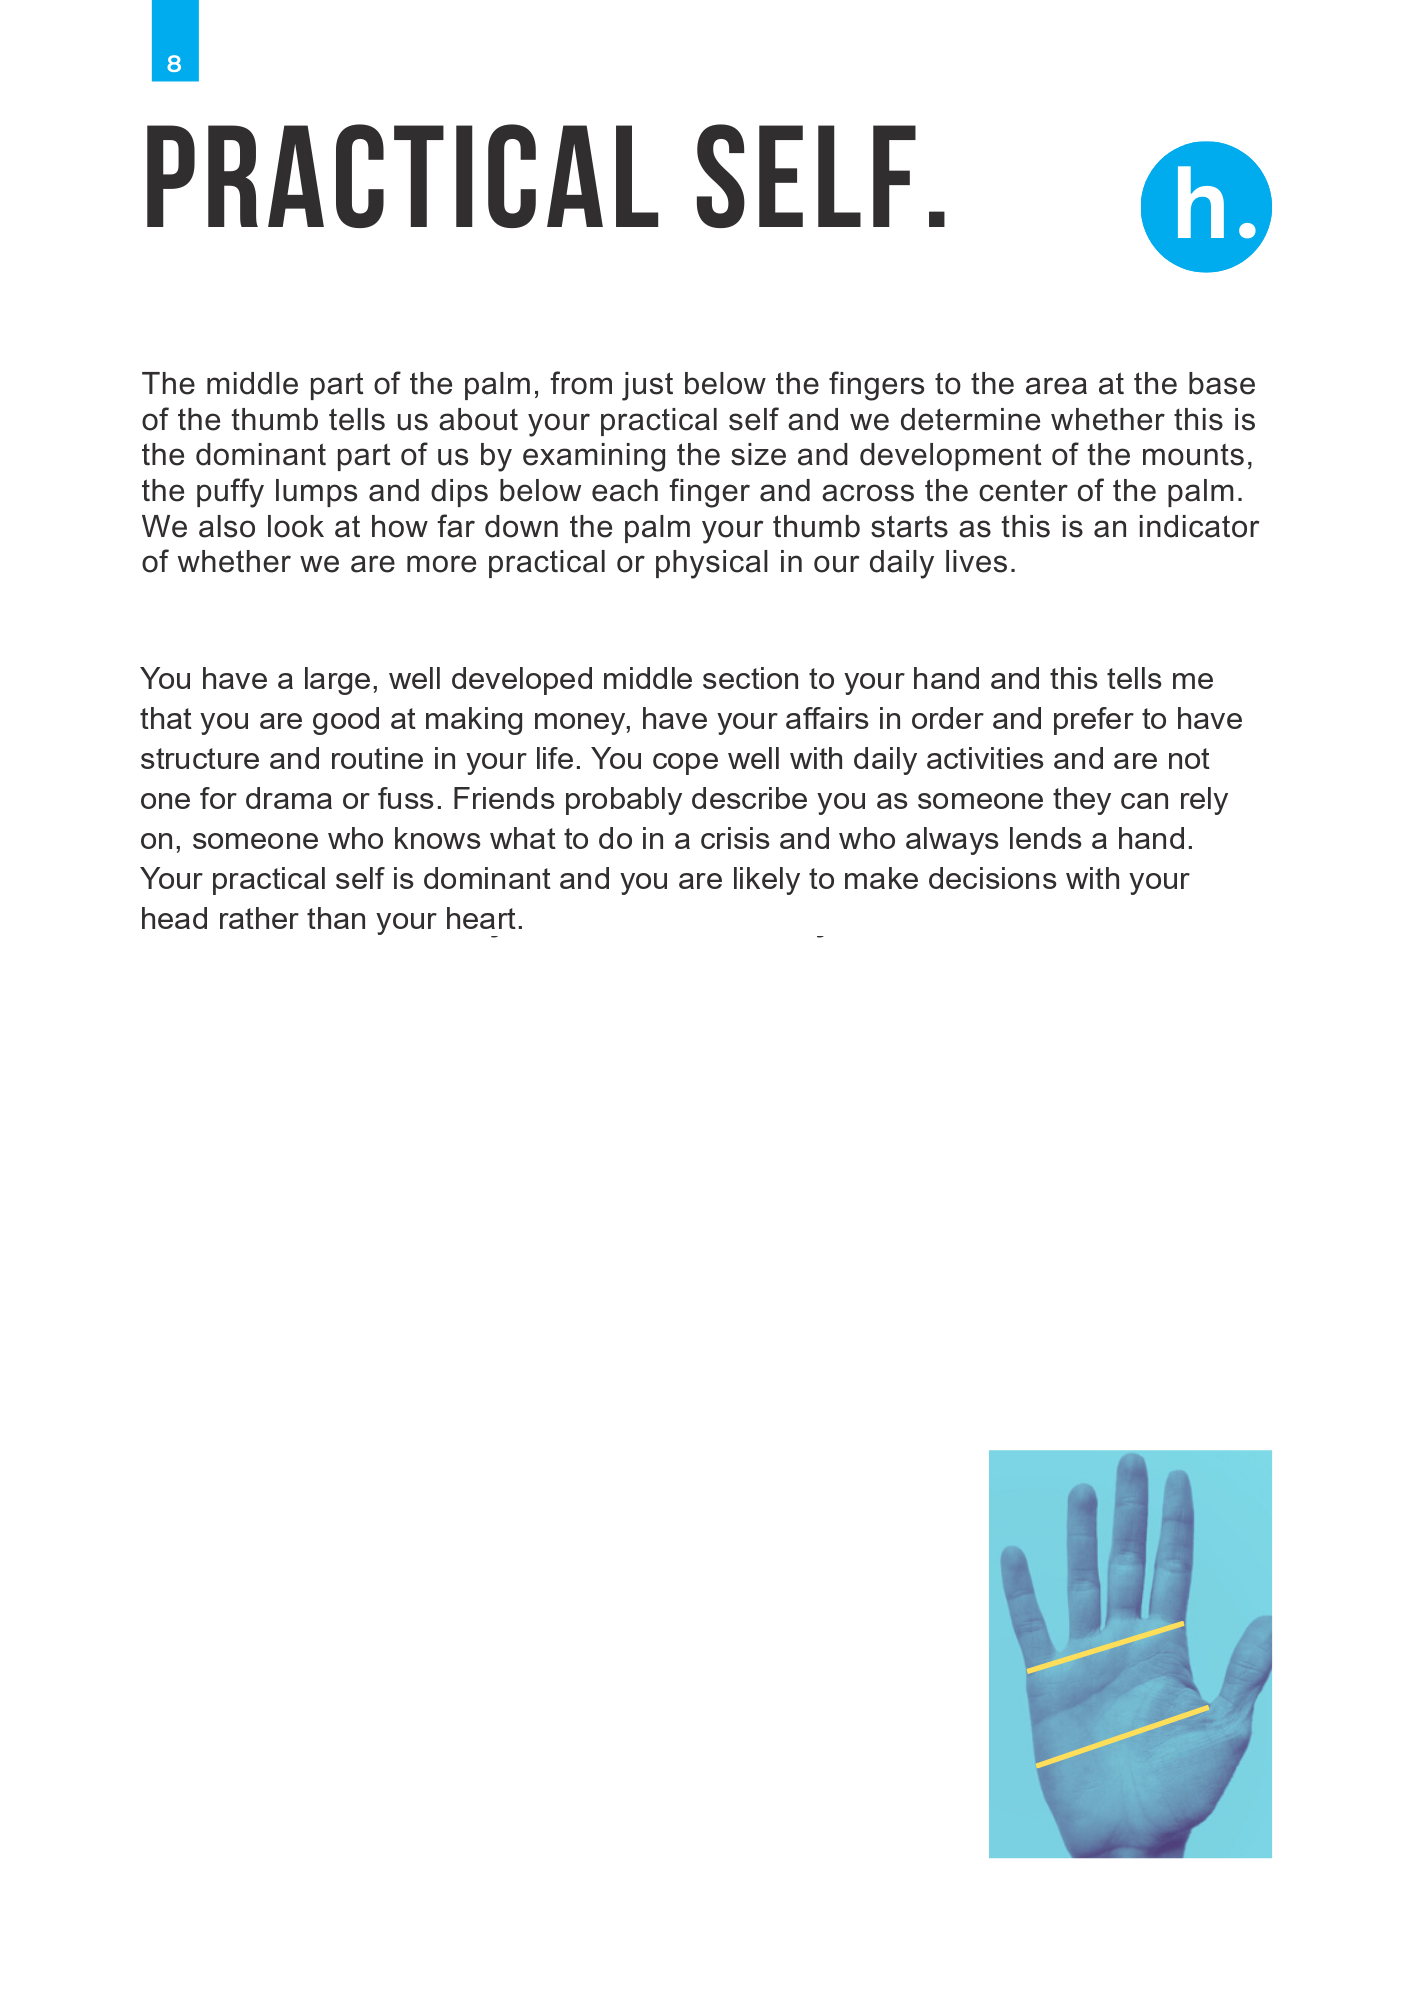 8
PRACTICAL SELF.
h.
The middle part of the palm, from just below the fingers to the area at the base
of the thumb tells us about your practical self and we determine whether this is
the dominant part of us by examining the size and development of the mounts,
the puffy lumps and dips below each finger and across the center of the palm.
We also look at how far down the palm your thumb starts as this is an indicator
of whether we are more practical or physical in our daily lives.
You have a large, well developed middle section to your hand and this tells me
that you are good at making money, have your affairs in order and prefer to have
structure and routine in your life. You cope well with daily activities and are not
one for drama or fuss. Friends probably describe you as someone they can rely
on, someone who knows what to do in a crisis and who always lends a hand.
Your practical self is dominant and you are likely to make decisions with your
head rather than your heart.